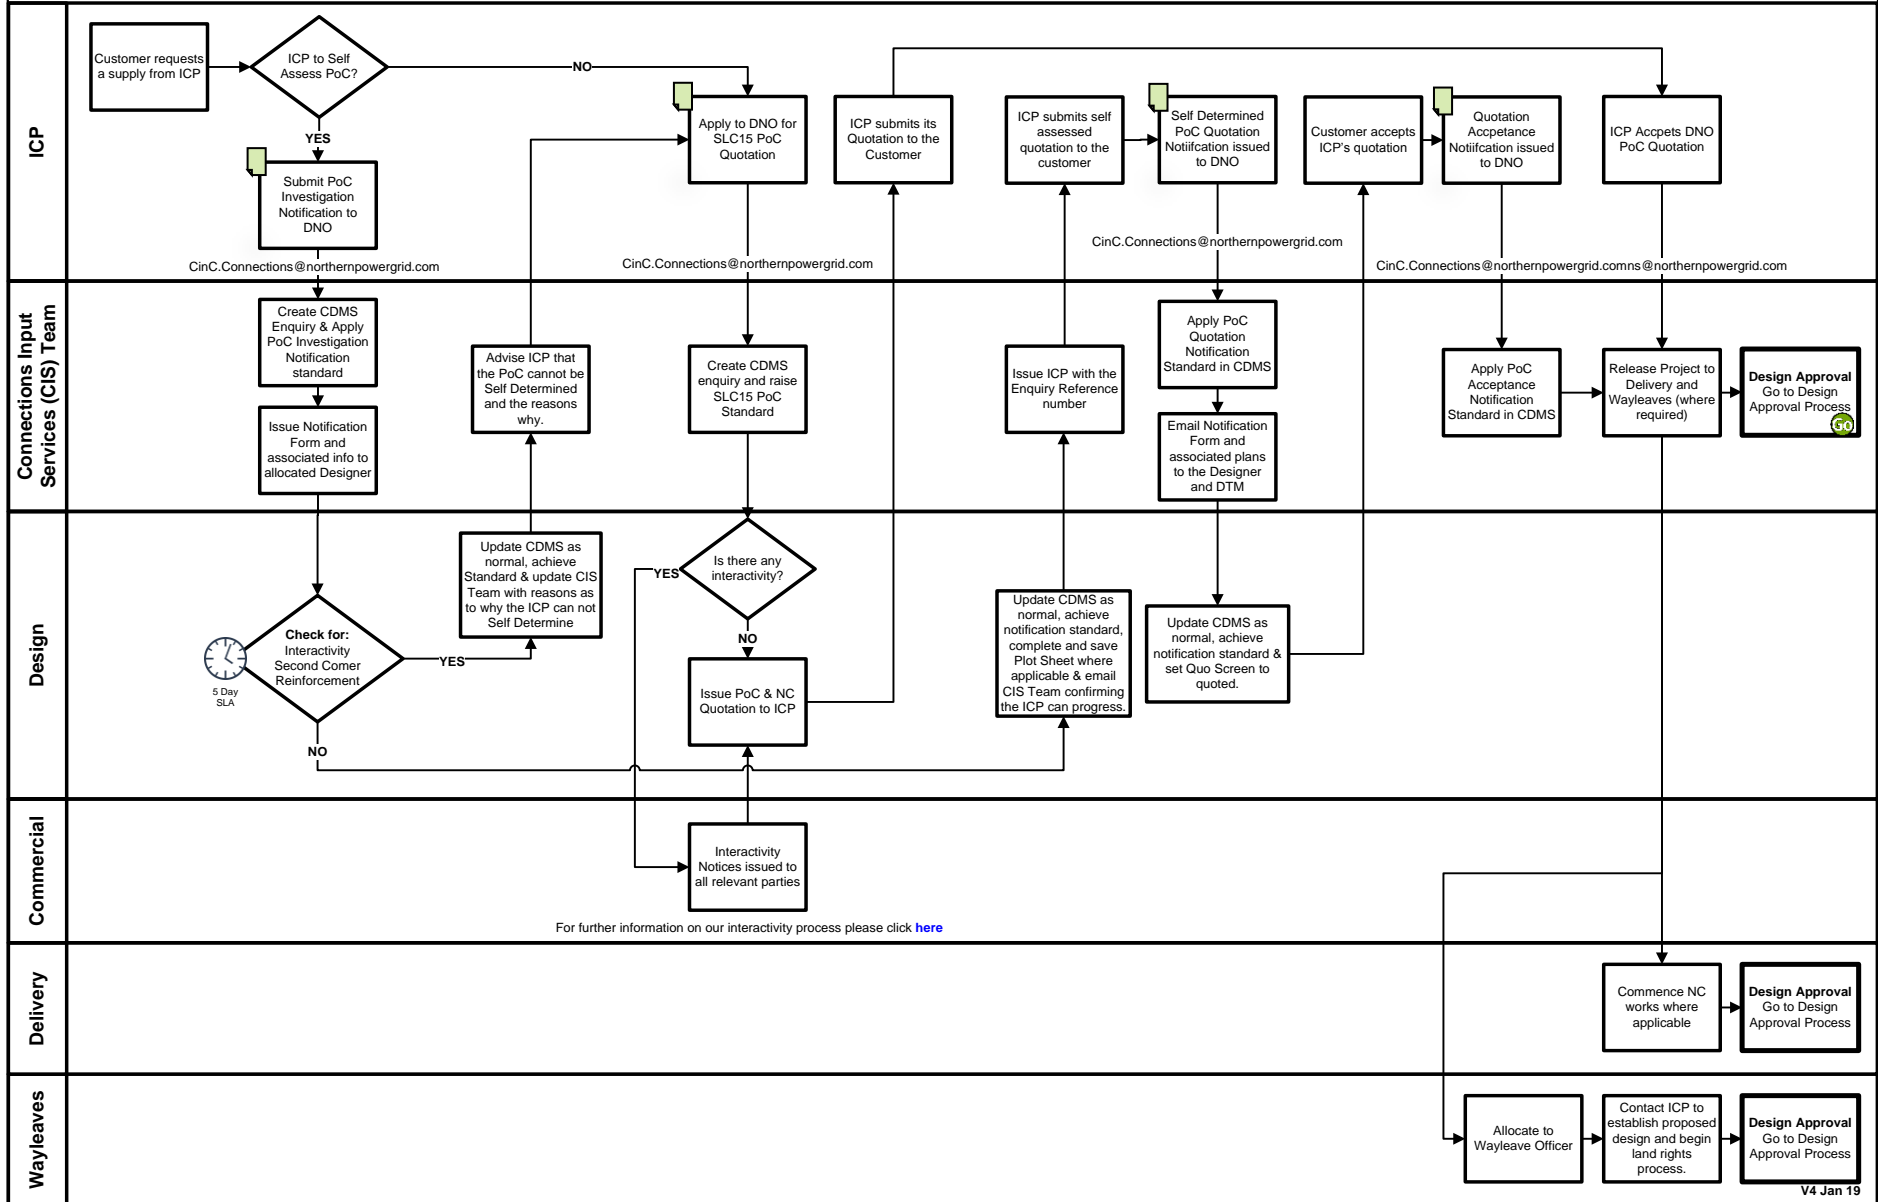 ICP
Customer requests
a supply from ICP
ICP to Self
Assess PoC?
NO
YES
Submit PoC
Investigation
Notification to
DNO
CinC.Connections@northernpowergrid.com
Apply to DNO for
SLC15 PoC
Quotation
CinC.Connections@northernpowergrid.com
ICP submits its
Quotation to the
Customer
ICP submits self
assessed
quotation to the
customer
Self Determined
PoC Quotation
Notiifcation issued
to DNO
CinC.Connections@northernpowergrid.com
Customer accepts
ICP's quotation
Quotation
Accpetance
Notiifcation issued
to DNO
ICP Accpets DNO
PoC Quotation
CinC.Connections@northernpowergrid.comns@northernpowergrid.com
Connections Input
Services (CIS) Team
Create CDMS
Enquiry & Apply
PoC Investigation
Notification
standard
Issue Notification
Form and
associated info to
allocated Designer
Advise ICP that
the PoC cannot be
Self Determined
and the reasons
why.
Create CDMS
enquiry and raise
SLC15 PoC
Standard
Issue ICP with the
Enquiry Reference
number
Apply PoC
Quotation
Notification
Standard in CDMS
Email Notification
Form and
associated plans
to the Designer
and DTM
Apply PoC
Acceptance
Notification
Standard in CDMS
Release Project to
Delivery and
Wayleaves (where
required)
Design Approval
Go to Design
Approval Process
Go
Design
5 Day
SLA
Check for:
Interactivity
Second Comer
Reinforcement
YES
NO
Update CDMS as
normal, achieve
Standard & update CIS
Team with reasons as
to why the ICP can not
Self Determine
Is there any
interactivity?
YES
NO
Issue PoC & NC
Quotation to ICP
Update CDMS as
normal, achieve
notification standard,
complete and save
Plot Sheet where
applicable & email
CIS Team confirming
the ICP can progress.
Update CDMS as
normal, achieve
notification standard &
set Quo Screen to
quoted.
Commercial
Interactivity
Notices issued to
all relevant parties
For further information on our interactivity process please click here
Delivery
Commence NC
works where
applicable
Design Approval
Go to Design
Approval Process
Wayleaves
Allocate to
Wayleave Officer
Contact ICP to
establish proposed
design and begin
land rights
process.
Design Approval
Go to Design
Approval Process
V4 Jan 19